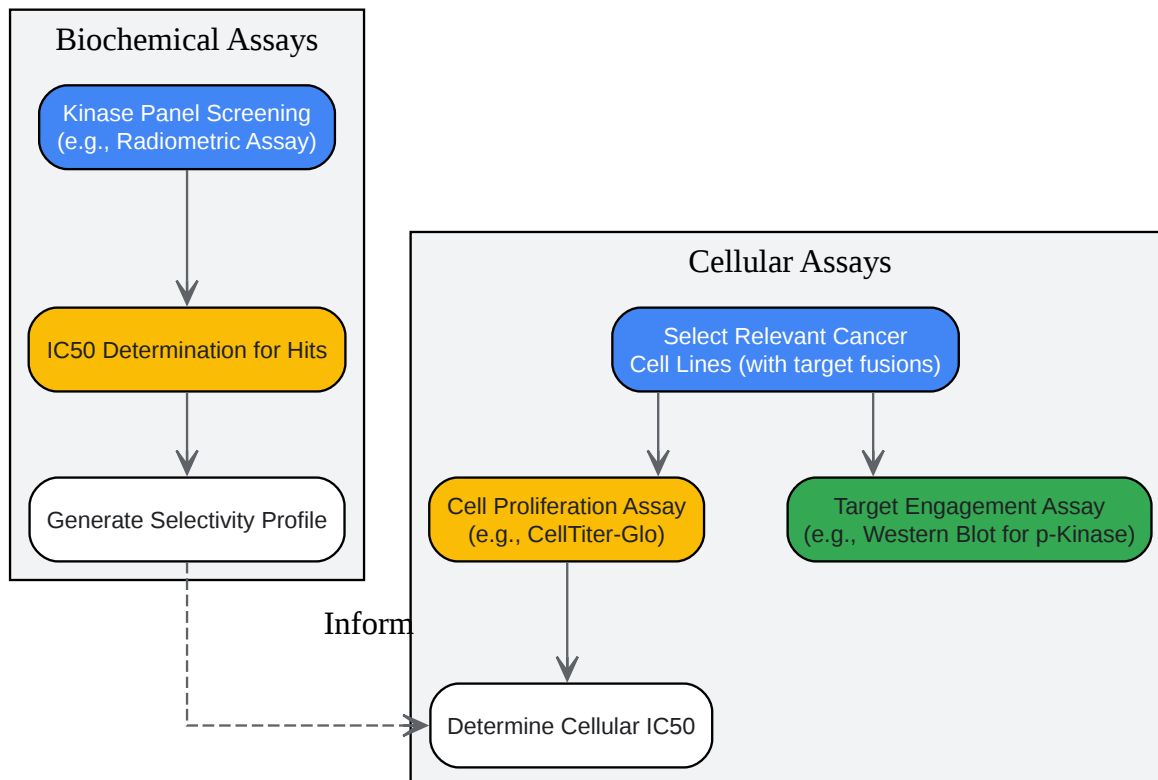 Biochemical Assays
Kinase Panel Screening
(e.g., Radiometric Assay)
IC50 Determination for Hits
Generate Selectivity Profile
Inform
Cellular Assays
Select Relevant Cancer
Cell Lines (with target fusions)
Cell Proliferation Assay
(e.g., CellTiter-Glo)
Target Engagement Assay
(e.g., Western Blot for p-Kinase)
Determine Cellular IC50